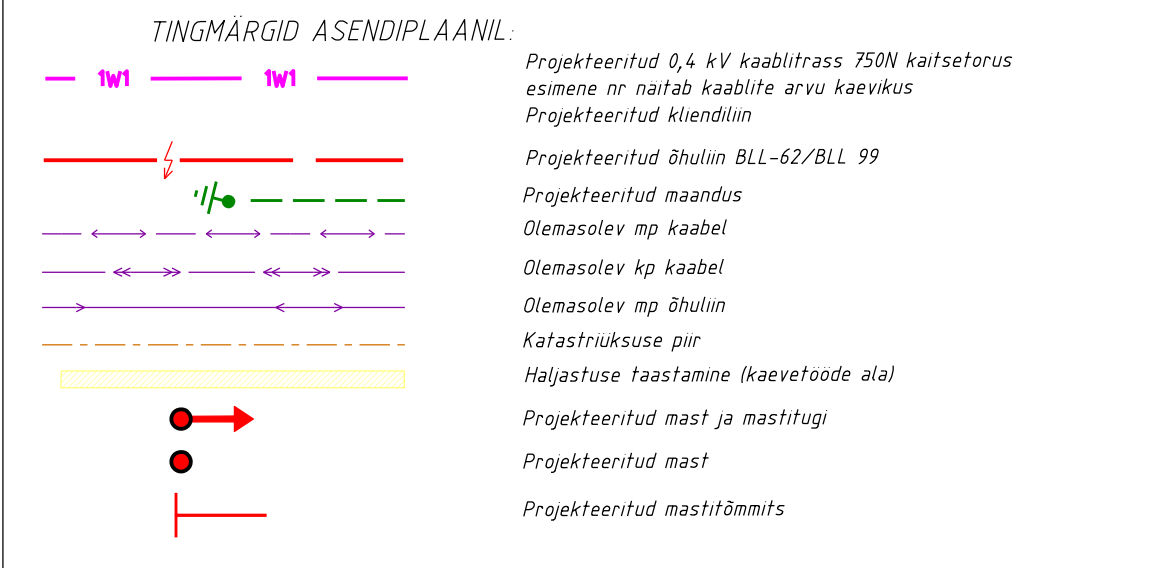 TINGMÄRGID ASENDIPLAANIL:
1W1 1W1
Projekteeritud 0,4 kV kaablitrass 750N kaitsetorus
esimene nr näitab kaablite arvu kaevikus
Projekteeritud kliendiliin
Projekteeritud õhuliin BLL-62/BLL 99
Projekteeritud maandus
Olemasolev mp kaabel
Olemasolev kp kaabel
Olemasolev mp õhuliin
Katastriüksuse piir
Haljastuse taastamine (kaevetööde ala)
Projekteeritud mast ja mastitugi
Projekteeritud mast
Projekteeritud mastitõmmits